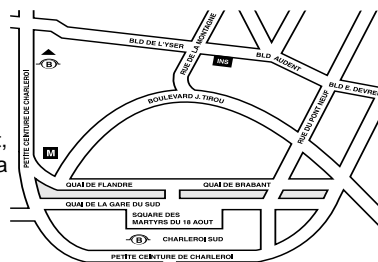 BLD DE L'YSER
RUE DE LA MONTAGNE
B
INS
BLD AUDENT
BLD E. DEVRE
PETITE CEINTURE DE CHARLEROI
BOULEVARD J. TIROU
RUE DU PONT NEUF
,
a
M
QUAI DE FLANDRE
QUAI DE BRABANT
QUAI DE LA GARE DU SUD
SQUARE DES
MARTYRS DU 18 AOUT
B
CHARLEROI SUD
PETITE CEINTURE DE CHARLEROI